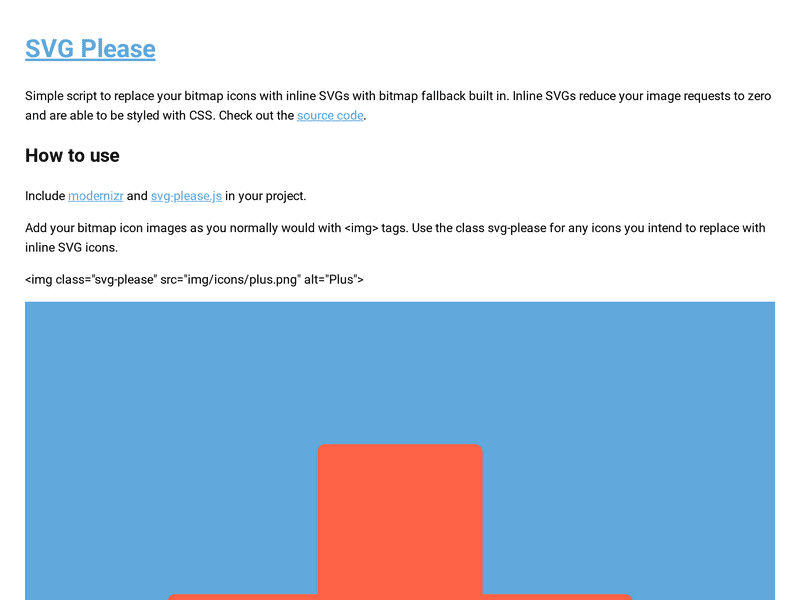 SVG Please
Simple script to replace your bitmap icons with inline SVGs with bitmap fallback built in. Inline SVGs reduce your image requests to zero
and are able to be styled with CSS. Check out the source code.
How to use
Include modernizr and svg-please.js in your project.
Add your bitmap icon images as you normally would with <img> tags. Use the class svg-please for any icons you intend to replace with
inline SVG icons.
<img class="svg-please" src="img/icons/plus.png" alt="Plus">